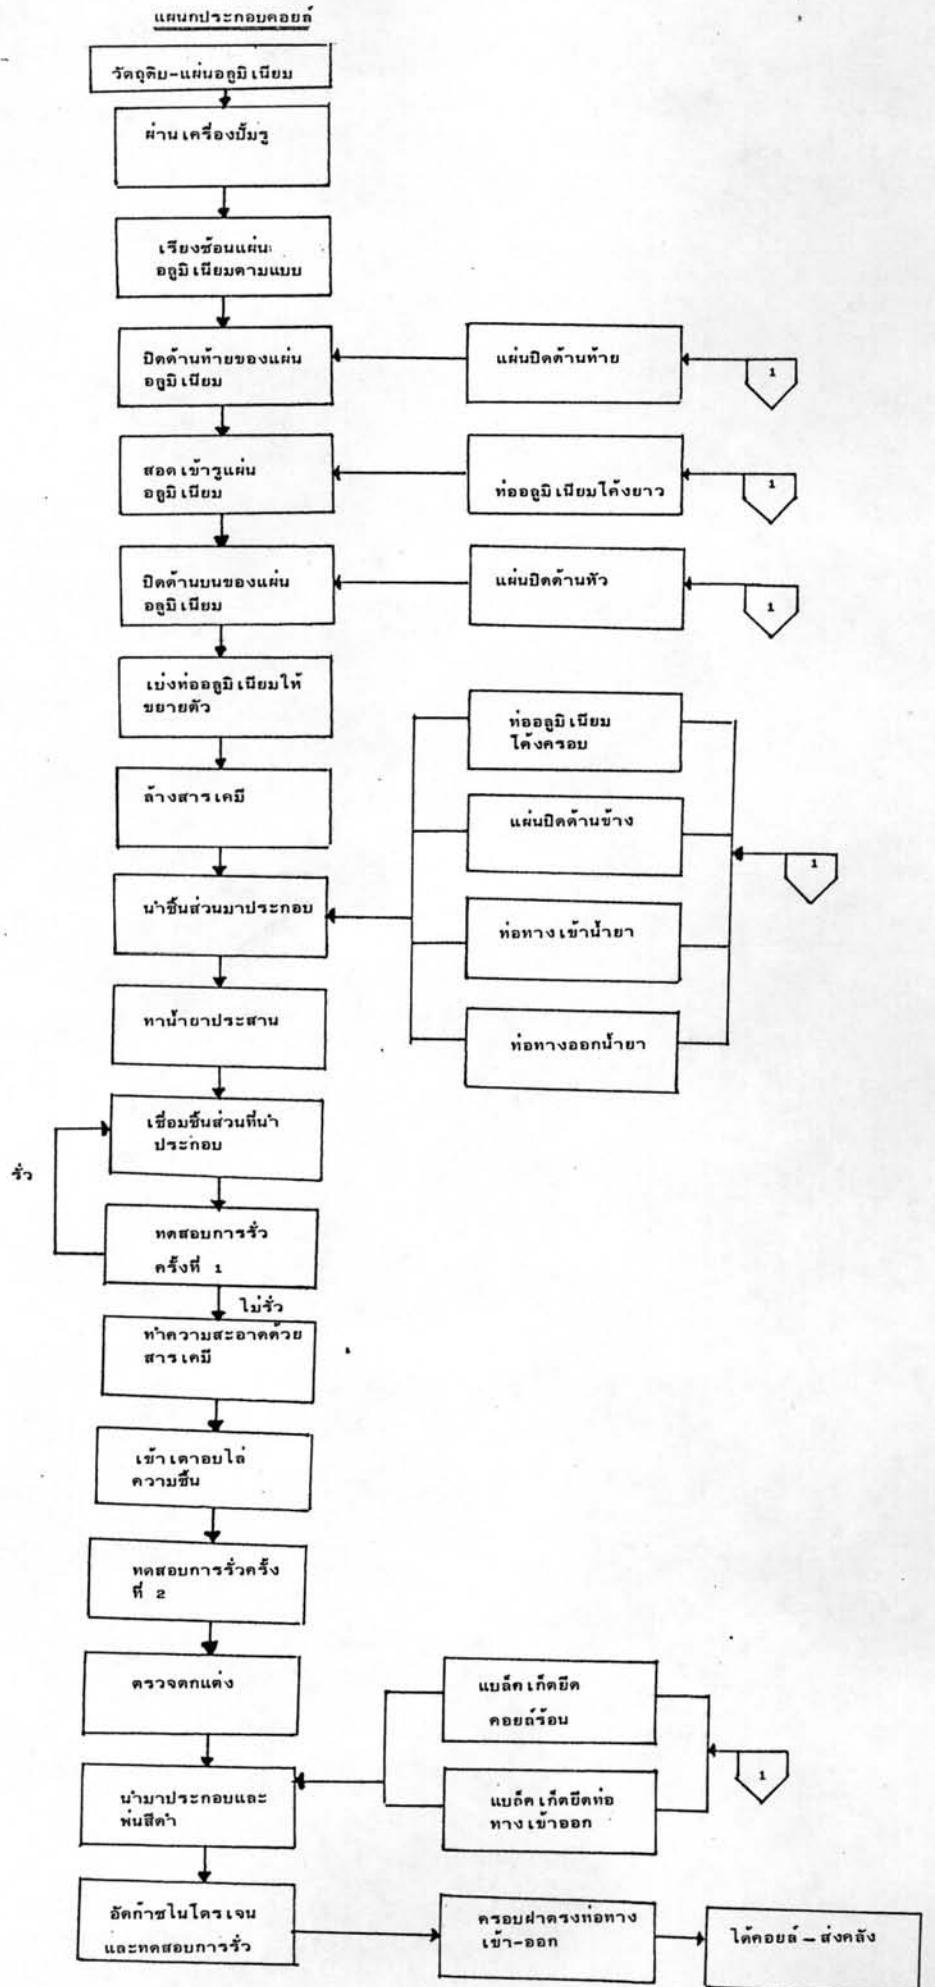 แผนกประกอบคอยล์
วัตถุดิบ-แผ่นอลูมิเนียม
ผ่านเครื่องปั๊มรู
เรียงซ้อนแผ่น
อลูมิเนียมตามแบบ
ปิดด้านท้ายของแผ่น
อลูมิเนียม
แผ่นปิดด้านท้าย
1
สอดเข้ารูแผ่น
อลูมิเนียม
ท่ออลูมิเนียมโค้งยาว
1
ปิดด้านบนของแผ่น
อลูมิเนียม
แผ่นปิดด้านหัว
1
เบ่งท่ออลูมิเนียมให้
ขยายตัว
ท่ออลูมิเนียม
โค้งครอบ
ล้างสารเคมี
แผ่นปิดด้านข้าง
1
นำชิ้นส่วนมาประกอบ
ท่อทางเข้าน้ำยา
ทาน้ำยาประสาน
ท่อทางออกน้ำยา
เชื่อมชิ้นส่วนที่นำ
ประกอบ
รั่ว
ทดสอบการรั่ว
ครั้งที่ 1
ไม่รั่ว
ทำความสะอาดด้วย
สารเคมี
เข้าเตาอบไล่
ความชื้น
ทดสอบการรั่วครั้ง
ที่ 2
ตรวจตกแต่ง
แบล็คเก็ตยึด
คอยล์ร้อน
1
นำมาประกอบและ
พ่นสีดำ
แบล็คเก็ตยึดท่อ
ทางเข้าออก
อัดก๊าซไนโตรเจน
และทดสอบการรั่ว
ครอบฝาตรงท่อทาง
เข้า-ออก
ได้คอยล์ - ส่งคลัง